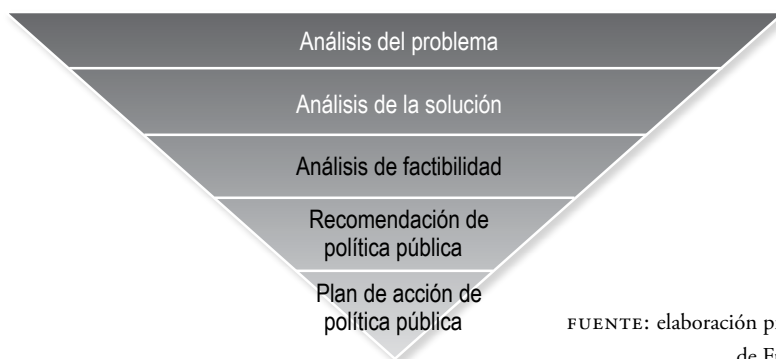 Análisis del problema
Análisis de la solución
Análisis de factibilidad
Recomendación de
política pública
Plan de acción de
política pública
FUENTE: elaboración
de